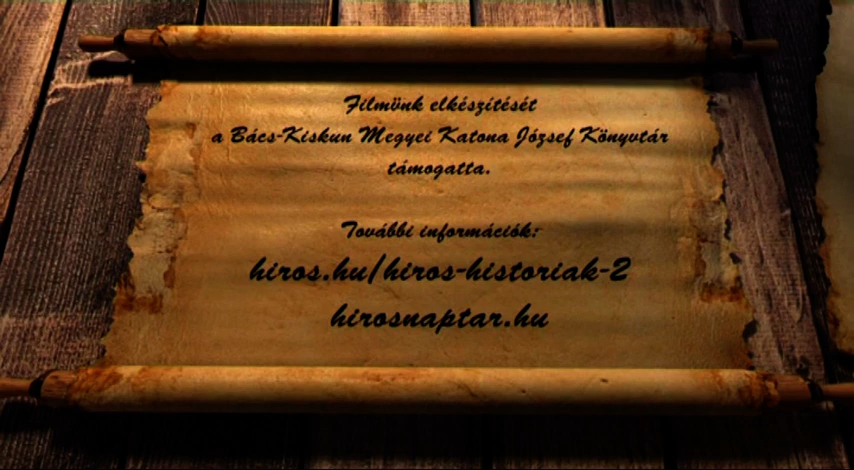 Filmünk elkészítését
a Bács-Kiskun Megyei Katona József Könyvtár
támogatta.
További információk:
hiros.hu/hiros-historiak-2
hirosnaptar.hu